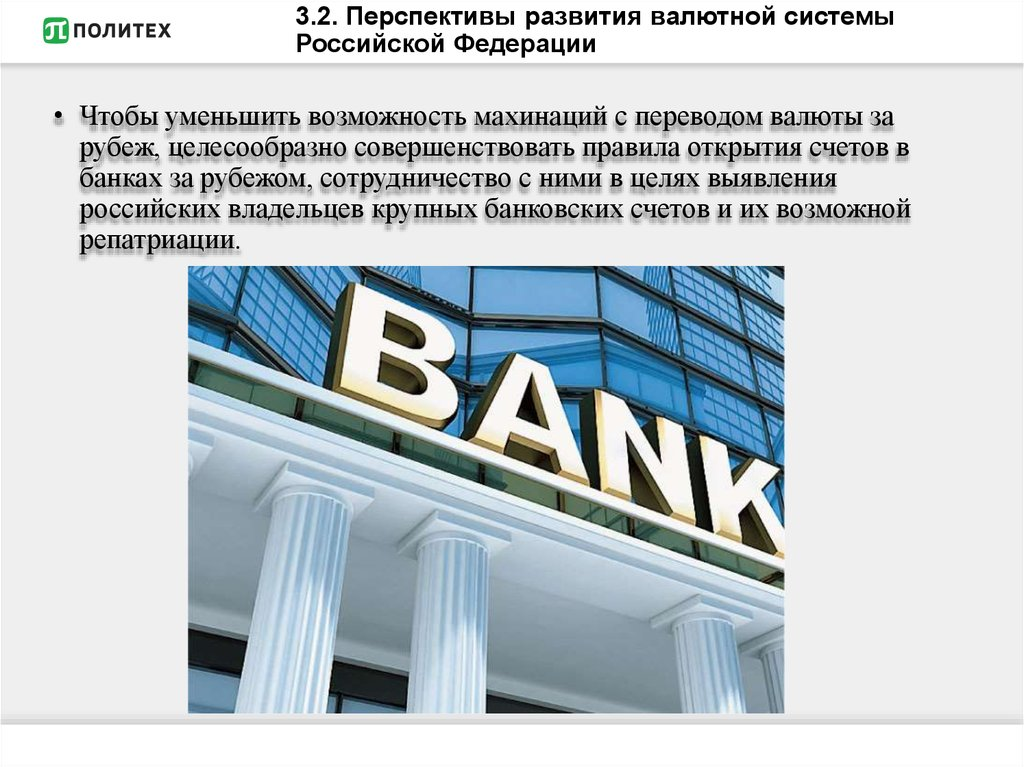 ПОЛИТЕХ
3.2. Перспективы развития валютной системы
Российской Федерации
• Чтобы уменьшить возможность махинаций с переводом валюты за
рубеж, целесообразно совершенствовать правила открытия счетов в
банках за рубежом, сотрудничество с ними в целях выявления
российских владельцев крупных банковских счетов и их возможной
репатриации.
BANK